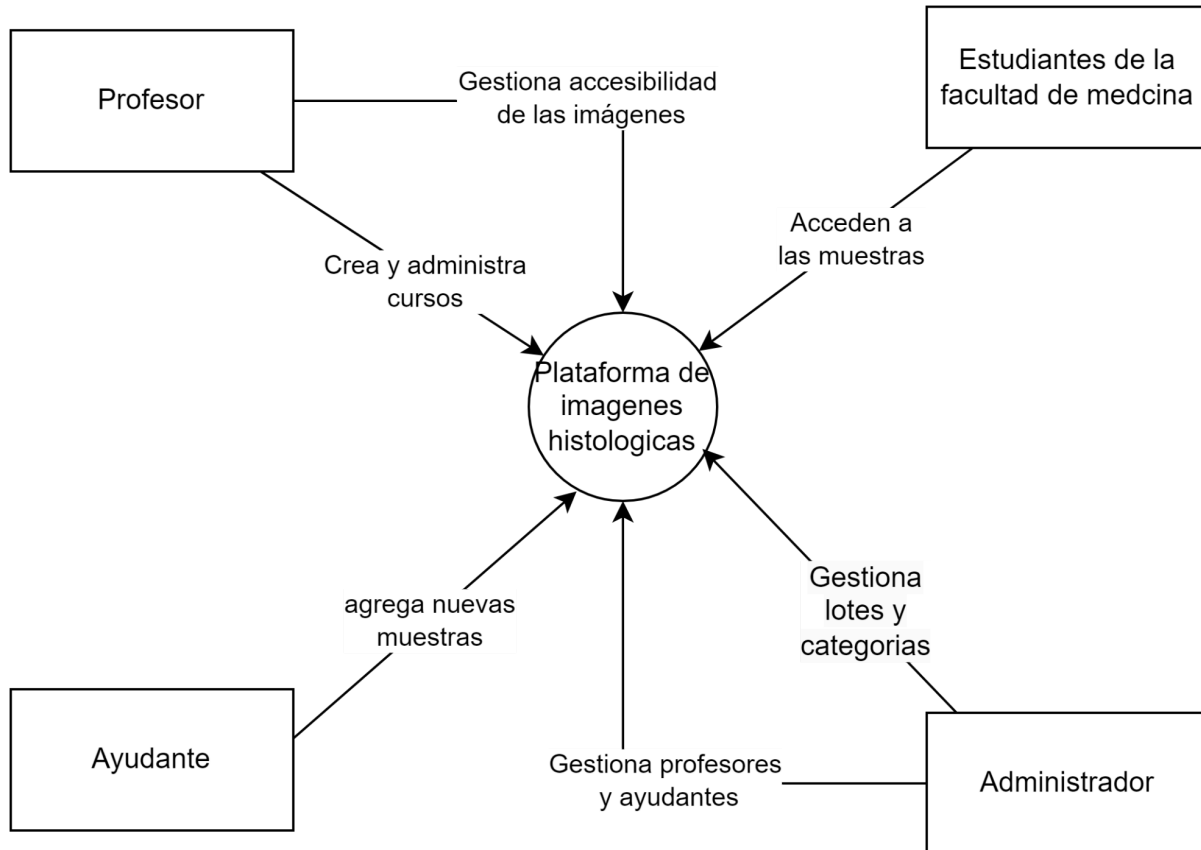 Profesor
Gestiona accesibilidad
de las imágenes
Estudiantes de la
facultad de medcina
Crea y administra
cursos
Acceden a
las muestras
Plataforma de
imagenes
histologicas
agrega nuevas
muestras
Gestiona
lotes y
categorias
Ayudante
Gestiona profesores
y ayudantes
Administrador